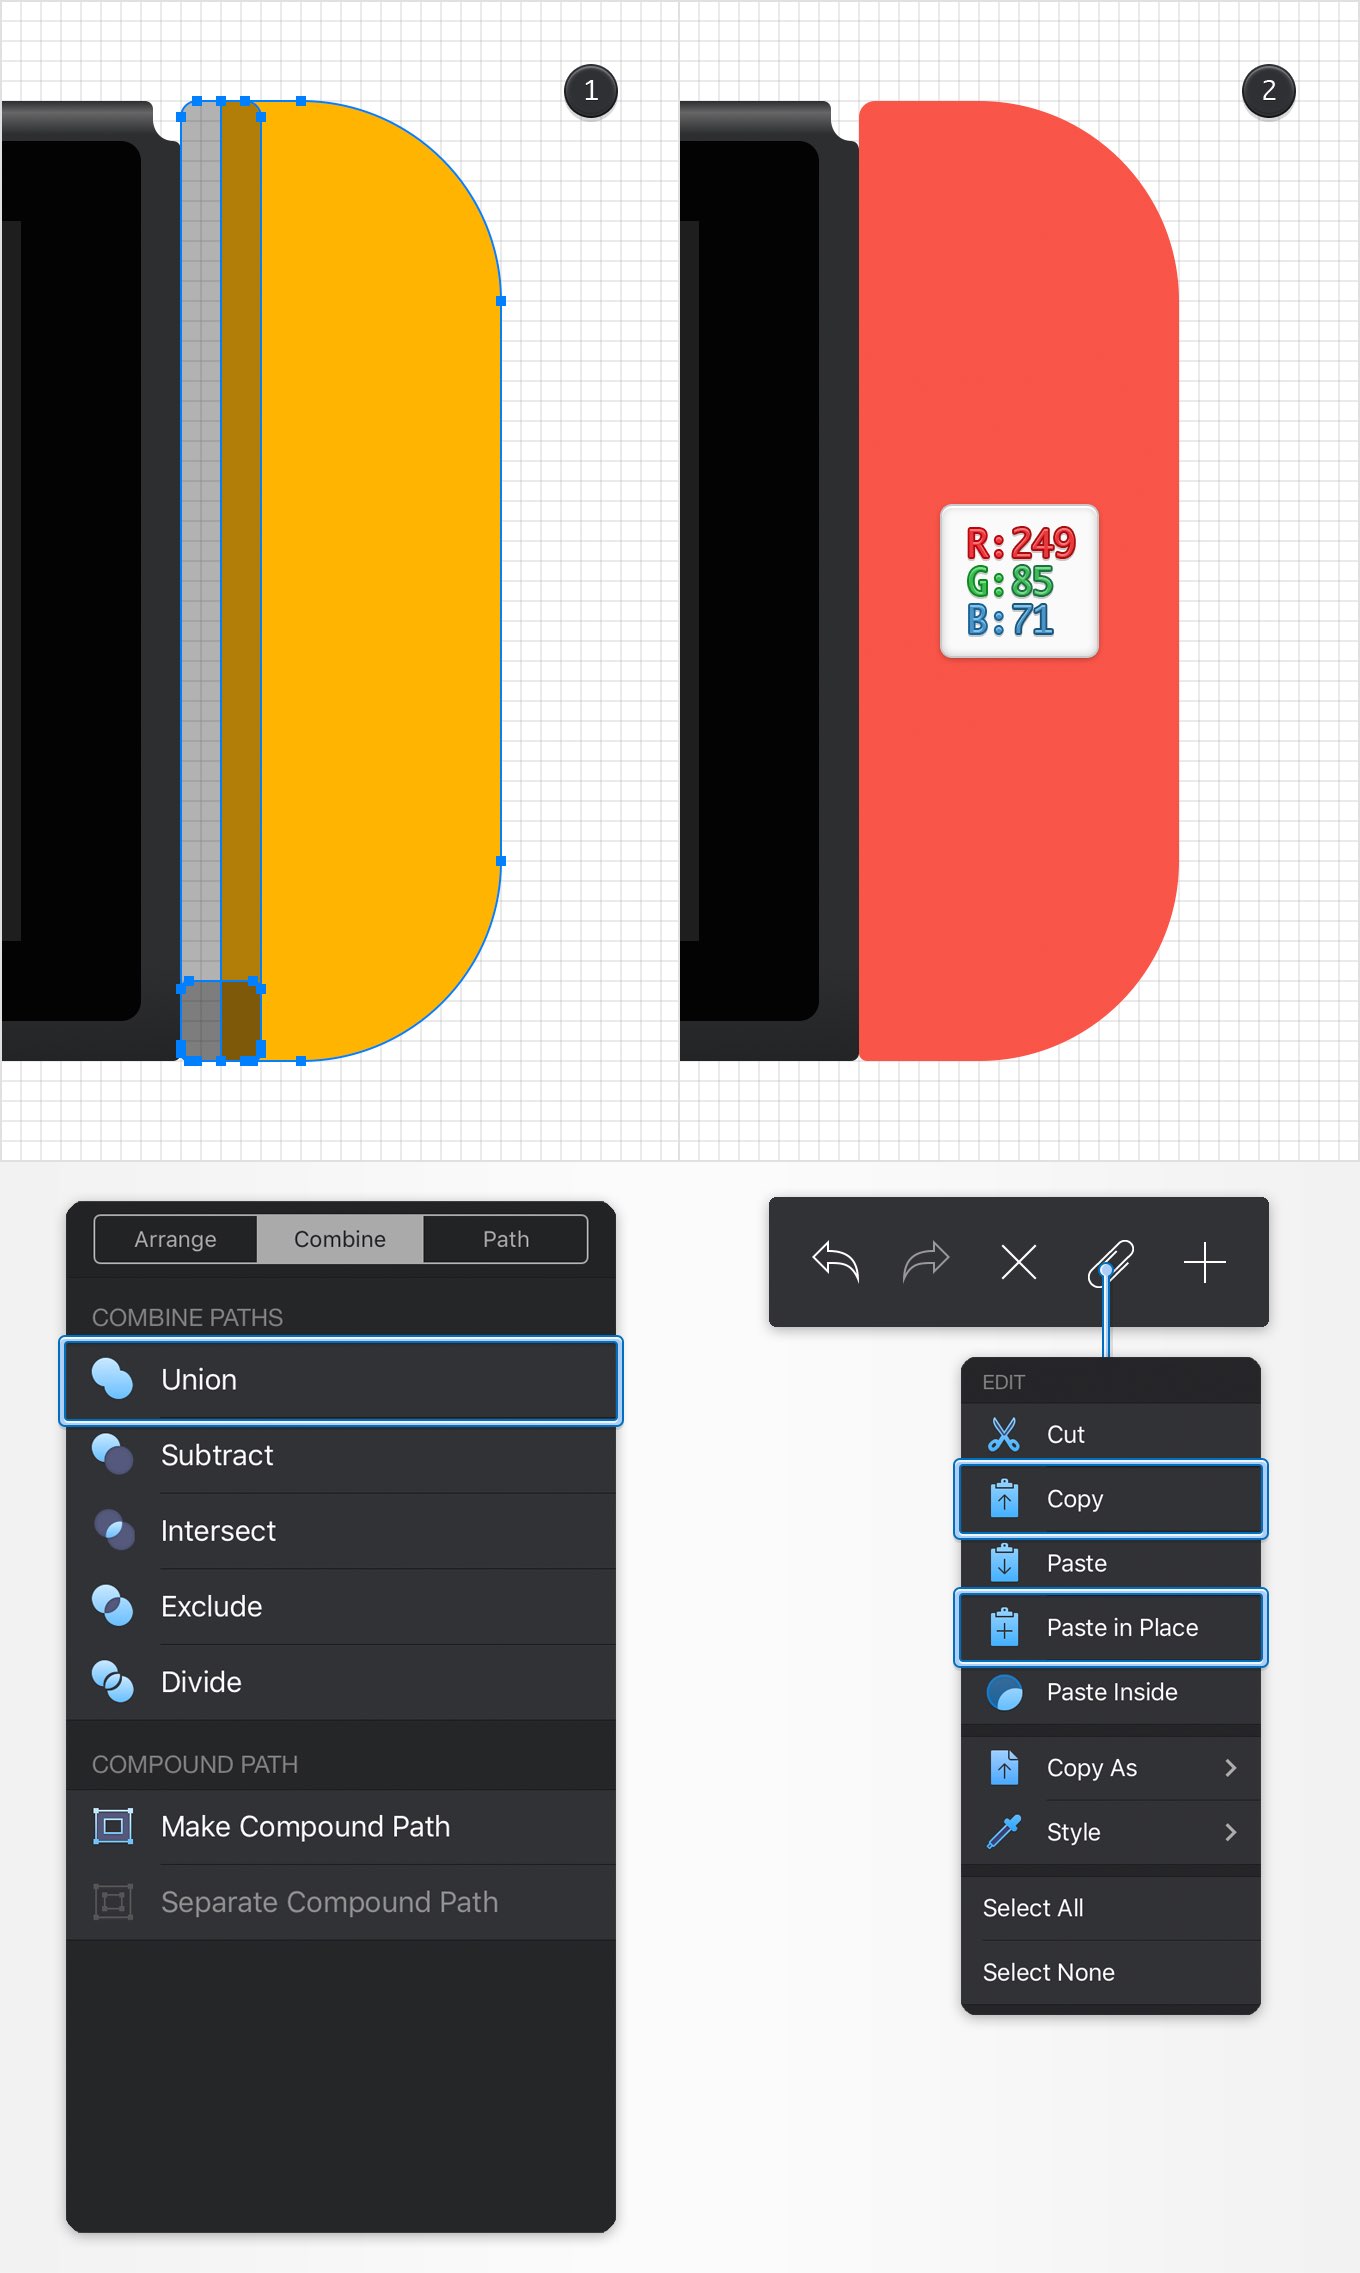 1
2
R:249
G:85
B:71
Arrange
Combine
Path
COMBINE PATHS
Union
Subtract
Intersect
Exclude
Divide
COMPOUND PATH
Make Compound Path
Separate Compound Path
EDIT
Cut
Copy
Paste
Paste in Place
Paste Inside
Copy As
Style
Select All
Select None